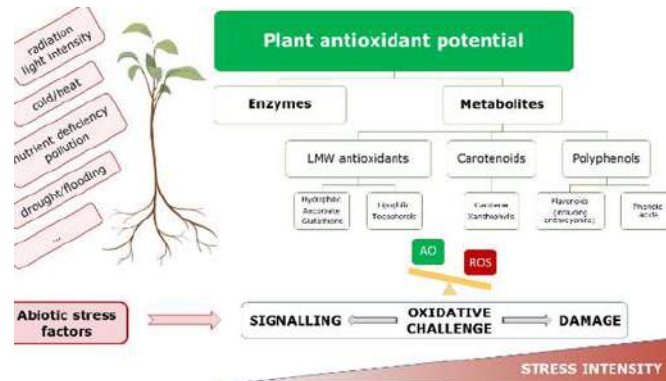 radiation
light intensity
cold/heat
nutrient deficiency
pollution
drought/flooding
...
Plant antioxidant potential
Enzymes
Metabolites
LMW antioxidants
Carotenoids
Polyphenols
Hydrophilic
Ascorbate
Glutathione
Lipophilic
Tocopherols
Carotene
Xanthophylls
Flavonoids
(including
anthocyanins)
Phenolic
acids
AO
ROS
Abiotic stress
factors
SIGNALLING
OXIDATIVE
CHALLENGE
DAMAGE
STRESS INTENSITY